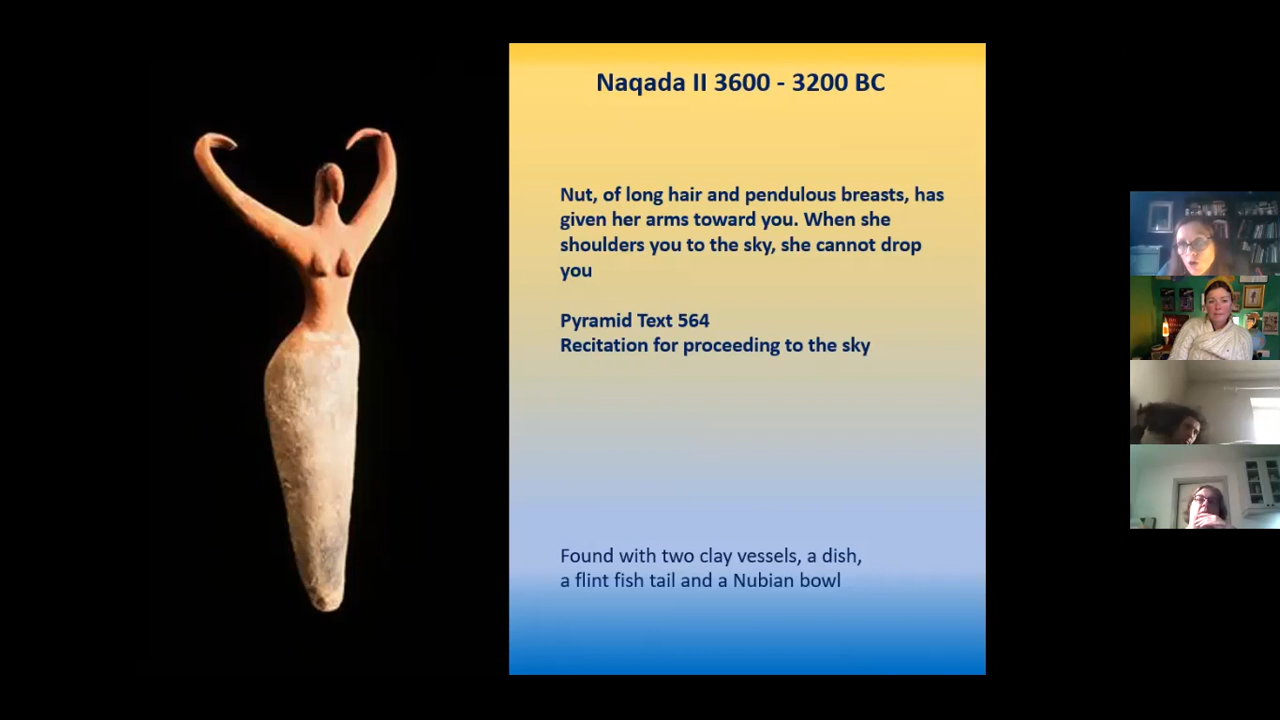 Naqada II 3600 - 3200 BC
Nut, of long hair and pendulous breasts, has
given her arms toward you. When she
shoulders you to the sky, she cannot drop
you
Pyramid Text 564
Recitation for proceeding to the sky
Found with two clay vessels, a dish,
a flint fish tail and a Nubian bowl